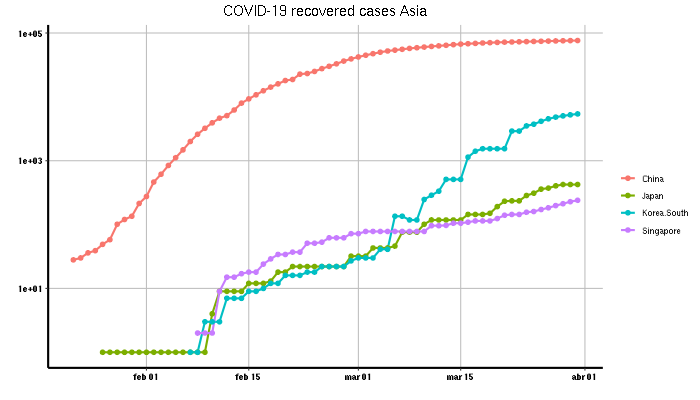 COVID-19 recovered cases Asia
1e+05
1e+03
1e+01
feb 01
feb 15
mar 01
mar 15
abr 01
China
Japan
Korea.South
Singapore